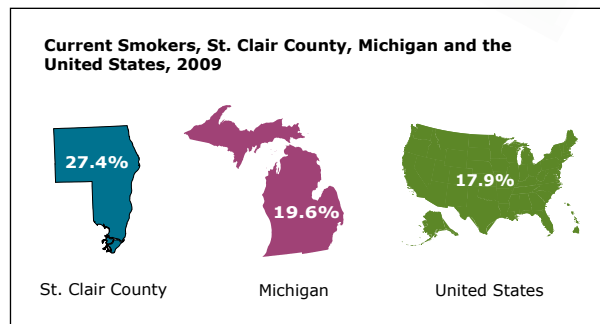 Current Smokers, St. Clair County, Michigan and the
United States, 2009
27.4%
19.6%
17.9%
St. Clair County
Michigan
United States